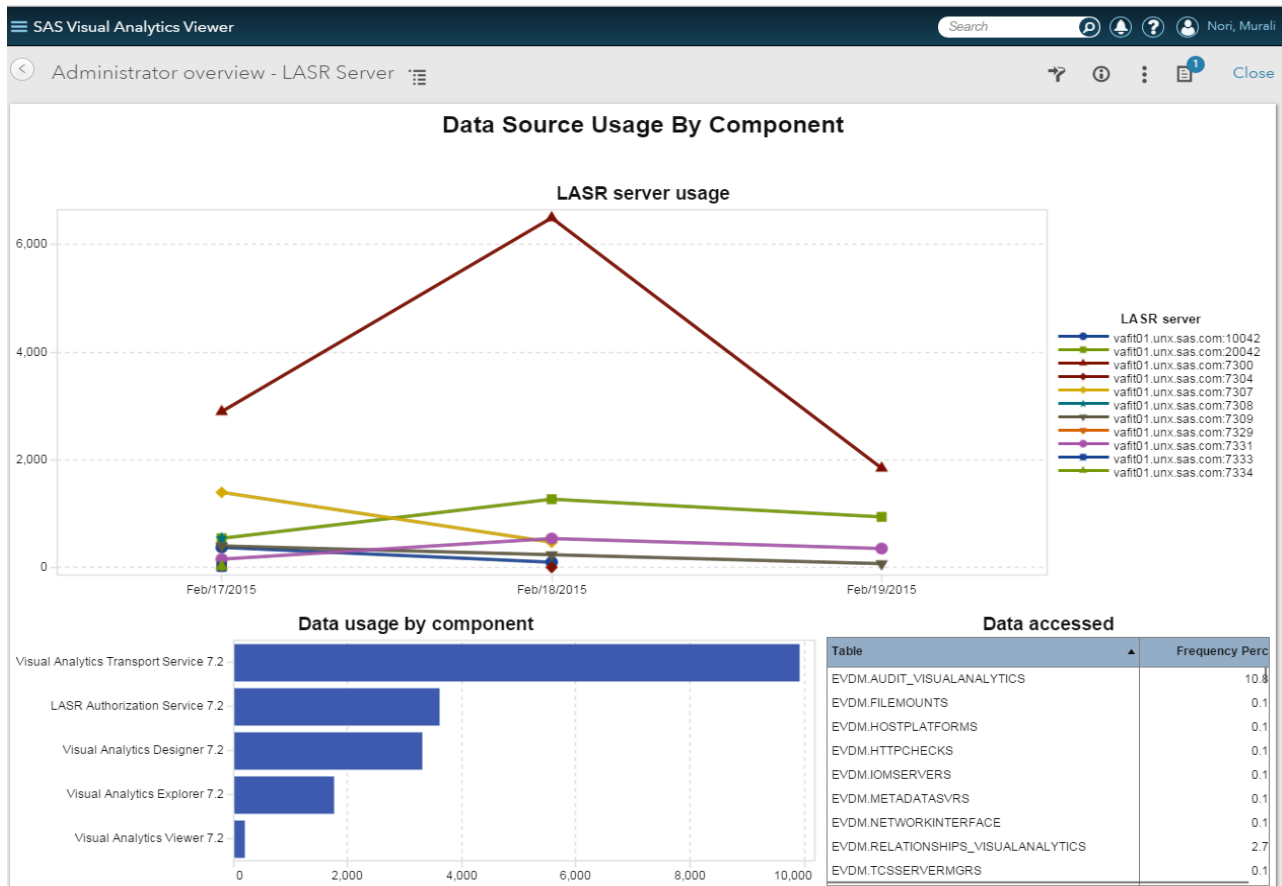 SAS Visual Analytics Viewer
Search
Nori, Murali
Administrator overview - LASR Server
1
Close
Data Source Usage By Component
LASR server usage
6,000
4,000
2,000
0
Feb/17/2015
Feb/18/2015
Feb/19/2015
LASR server
vafit01.unx.sas.com:10042
vafit01.unx.sas.com:20042
vafit01.unx.sas.com:7300
vafit01.unx.sas.com:7304
vafit01.unx.sas.com:7307
vafit01.unx.sas.com:7308
vafit01.unx.sas.com:7309
vafit01.unx.sas.com:7329
vafit01.unx.sas.com:7331
vafit01.unx.sas.com:7333
vafit01.unx.sas.com:7334
Data usage by component
Visual Analytics Transport Service 7.2
LASR Authorization Service 7.2
Visual Analytics Designer 7.2
Visual Analytics Explorer 7.2
Visual Analytics Viewer 7.2
0 2,000 4,000 6,000 8,000 10,000
Data accessed
Table Frequency Perc
EVDM.AUDIT_VISUALANALYTICS 10.8
EVDM.FILEMOUNTS 0.1
EVDM.HOSTPLATFORMS 0.1
EVDM.HTTPCHECKS 0.1
EVDM.IOMSERVERS 0.1
EVDM.METADATASVRS 0.1
EVDM.NETWORKINTERFACE 0.1
EVDM.RELATIONSHIPS_VISUALANALYTICS 2.7
EVDM.TCSSERVERMGRS 0.1